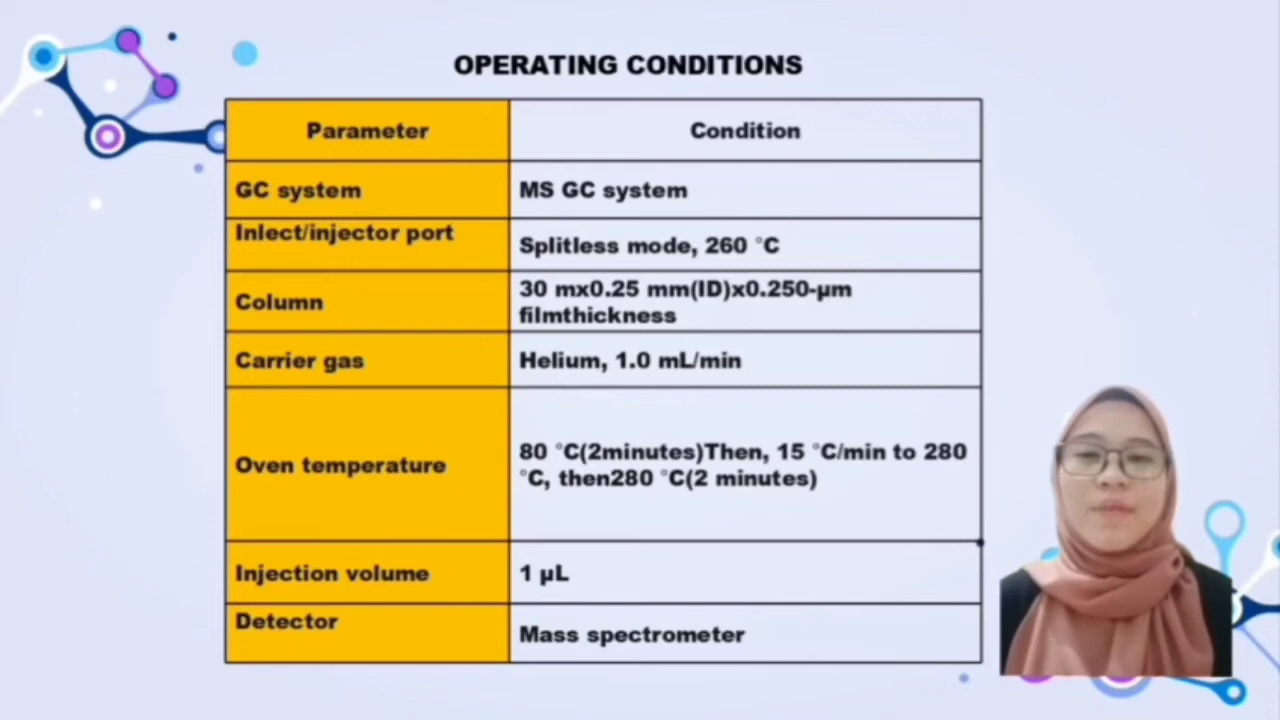 OPERATING CONDITIONS
Parameter
Condition
GC system
MS GC system
Inlect/injector port
Splitless mode, 260 °C
Column
30 mx0.25 mm(ID)x0.250-µm
filmthickness
Carrier gas
Helium, 1.0 mL/min
Oven temperature
80 °C(2minutes)Then, 15 °C/min to 280
°C, then280 °C(2 minutes)
Injection volume
1 µL
Detector
Mass spectrometer